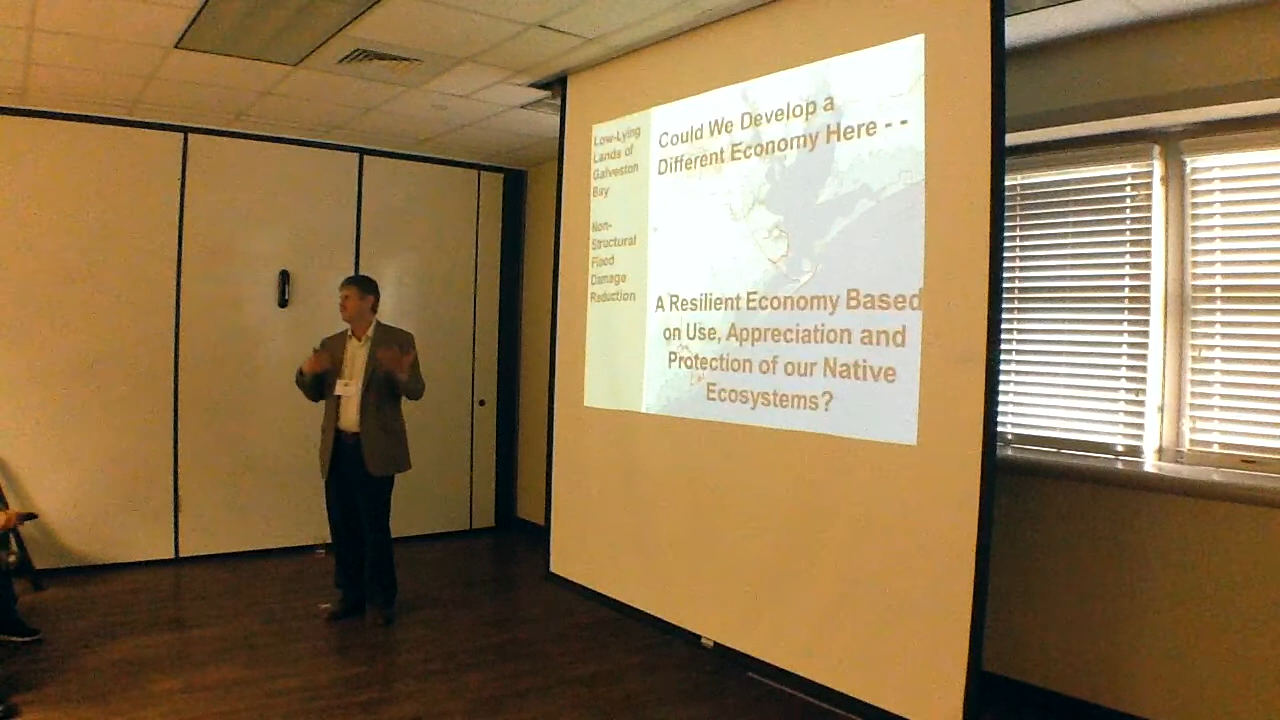 Low-Lying
Lands of
Galveston
Bay
Non-
Structural
Flood
Damage
Reduction
Could We Develop a
Different Economy Here - -
A Resilient Economy Based
on Use, Appreciation and
Protection of our Native
Ecosystems?